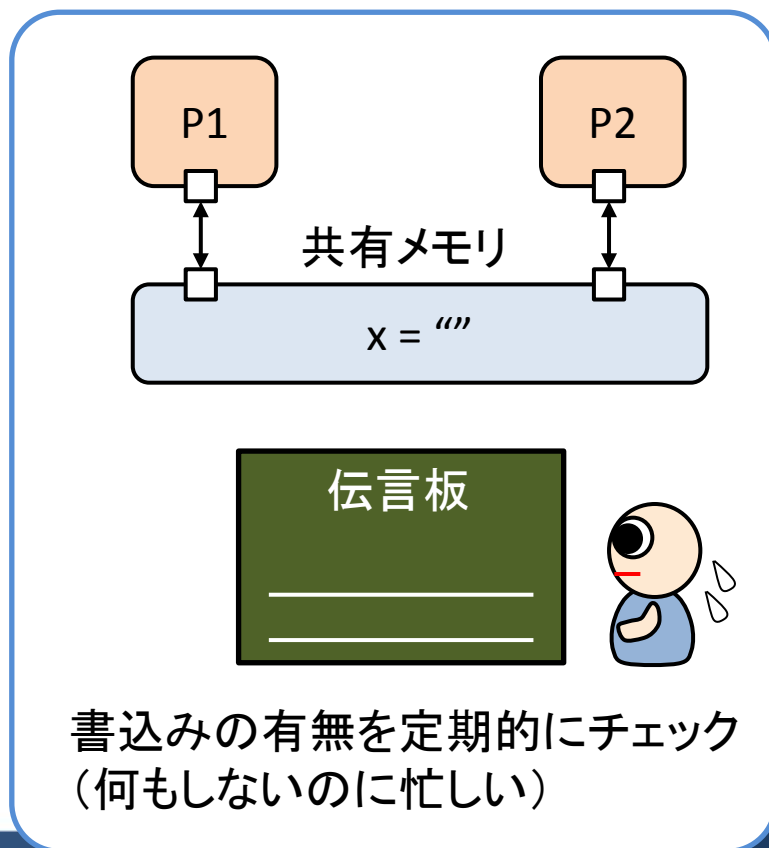 P1
P2
共有メモリ
x = “”
伝言板
書込みの有無を定期的にチェック
（何もしないのに忙しい）